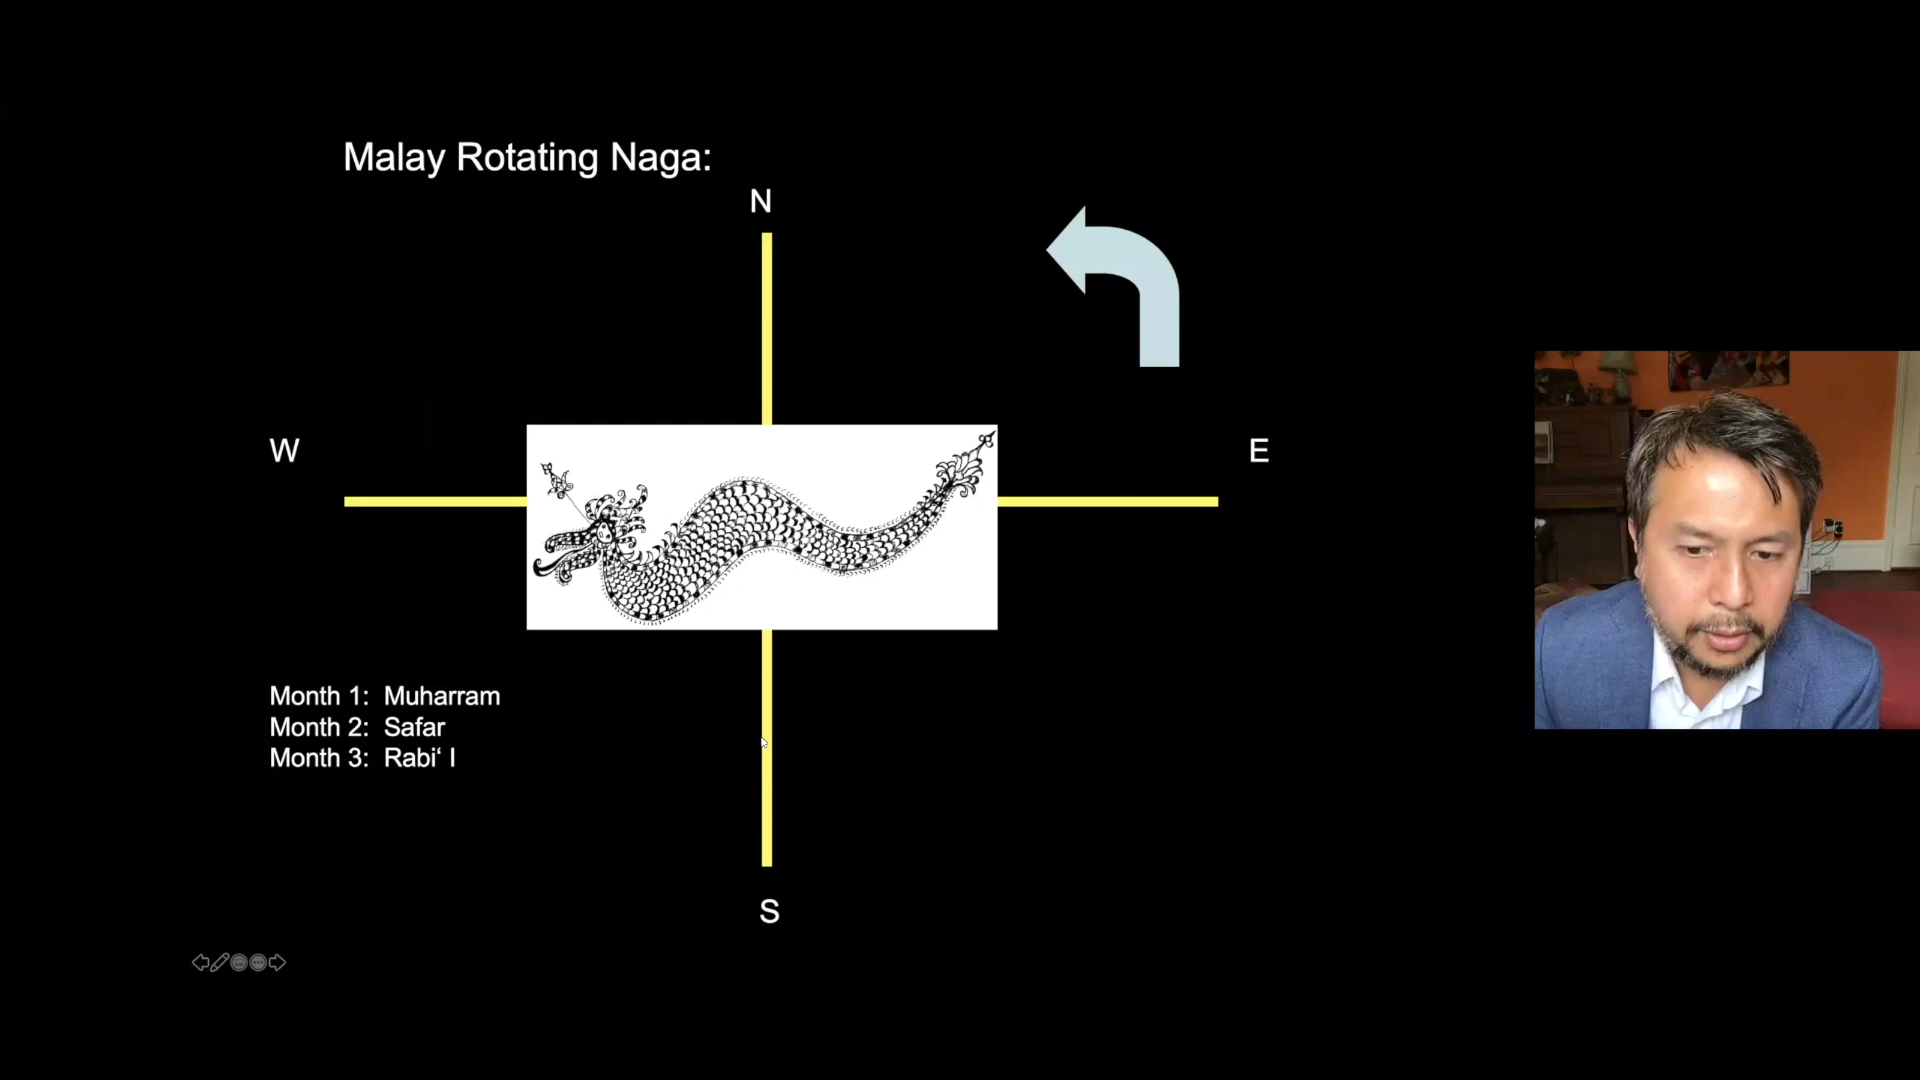 Malay Rotating Naga:
N
W
E
Month 1: Muharram
Month 2: Safar
Month 3: Rabi‘ I
S